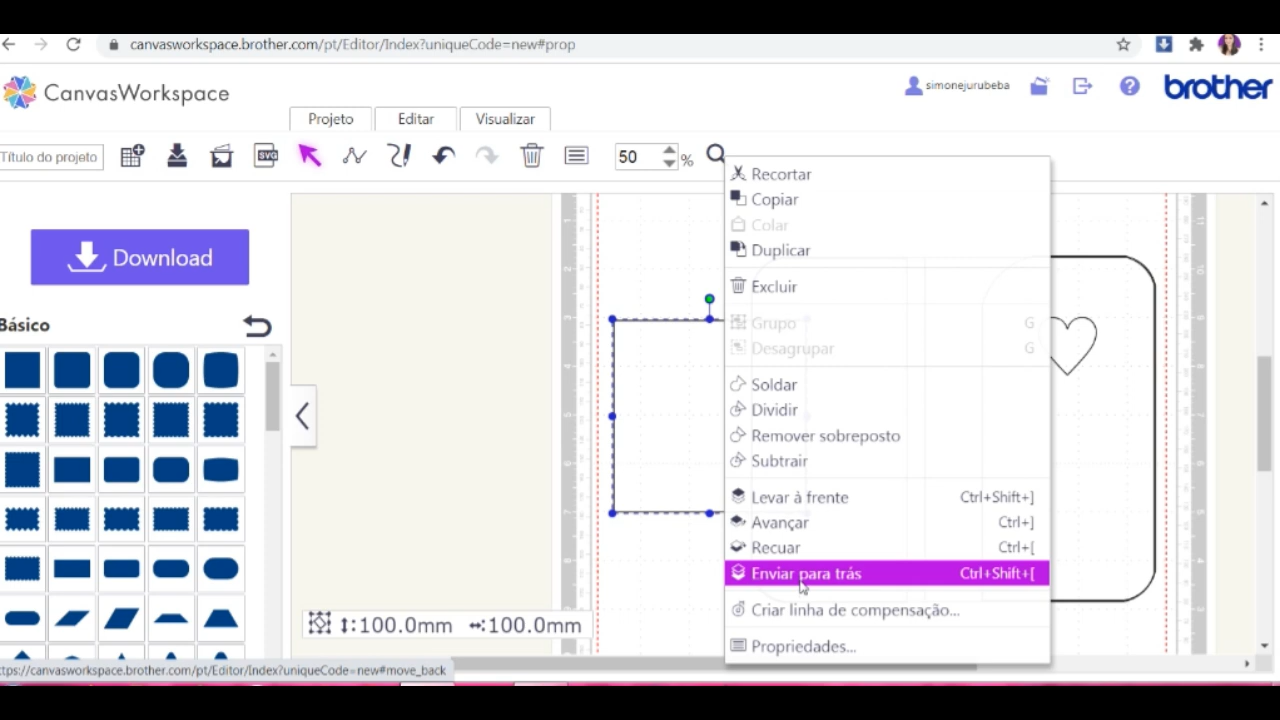 canvasworkspace.brother.com/pt/Editor/Index?uniqueCode=new#prop
CanvasWorkspace
simonejurubeba
?
brother
Projeto
Editar
Visualizar
Título do projeto
SVG
50
%
Download
Básico
Recortar
Copiar
Colar
Duplicar
Excluir
Grupo G
Desagrupar G
Soldar
Dividir
Remover sobreposto
Subtrair
Levar à frente Ctrl+Shift+]
Avançar Ctrl+]
Recuar Ctrl+[
Enviar para trás Ctrl+Shift+[
Criar linha de compensação...
Propriedades...
100.0mm 100.0mm
ttps://canvasworkspace.brother.com/pt/Editor/Index?uniqueCode=new#move_back